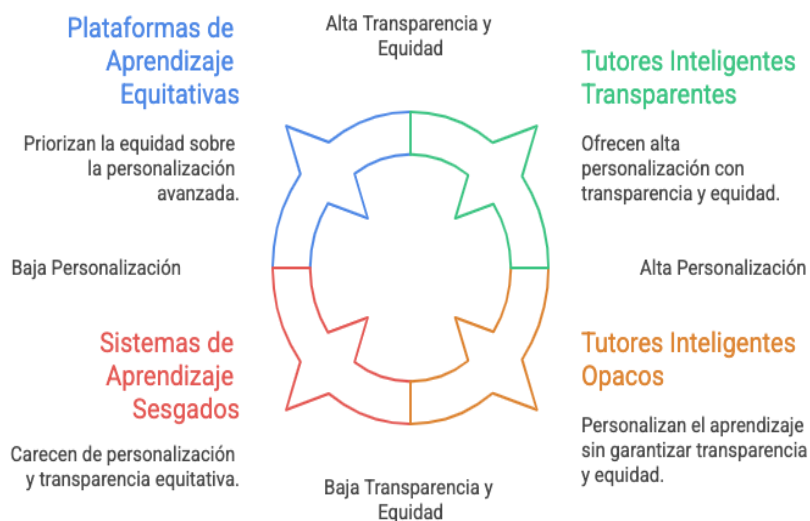 Plataformas de
Aprendizaje
Equitativas
Priorizan la equidad sobre
la personalización
avanzada.
Alta Transparencia y
Equidad
Tutores Inteligentes
Transparentes
Ofrecen alta
personalización con
transparencia y equidad.
Baja Personalización
Alta Personalización
Sistemas de
Aprendizaje
Sesgados
Carecen de personalización
y transparencia equitativa.
Baja Transparencia y
Equidad
Tutores Inteligentes
Opacos
Personalizan el aprendizaje
sin garantizar transparencia
y equidad.